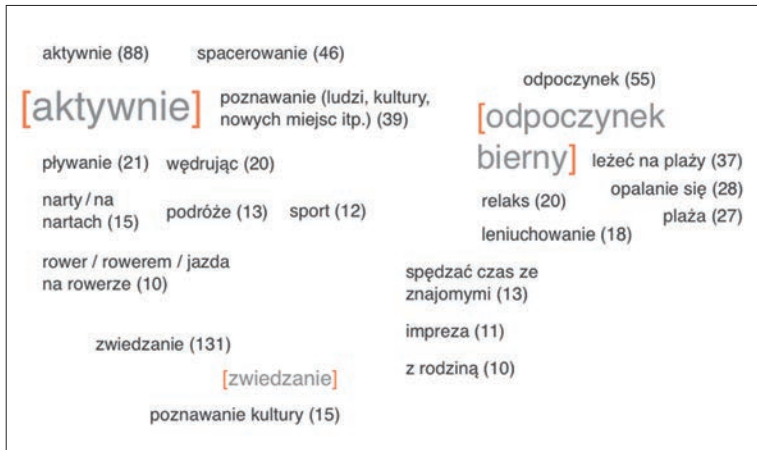 aktywnie (88)
spacerowanie (46)
[aktywnie]
poznawanie (ludzi, kultury,
nowych miejsc itp.) (39)
pływanie (21)
wędrując (20)
narty / na
nartach (15)
podróże (13)
sport (12)
rower / rowerem / jazda
na rowerze (10)
odpoczynek (55)
[odpoczynek
bierny]
leżeć na plaży (37)
opalanie się (28)
relaks (20)
plaża (27)
leniuchowanie (18)
spędzać czas ze
znajomymi (13)
impreza (11)
z rodziną (10)
zwiedzanie (131)
[zwiedzanie]
poznawanie kultury (15)